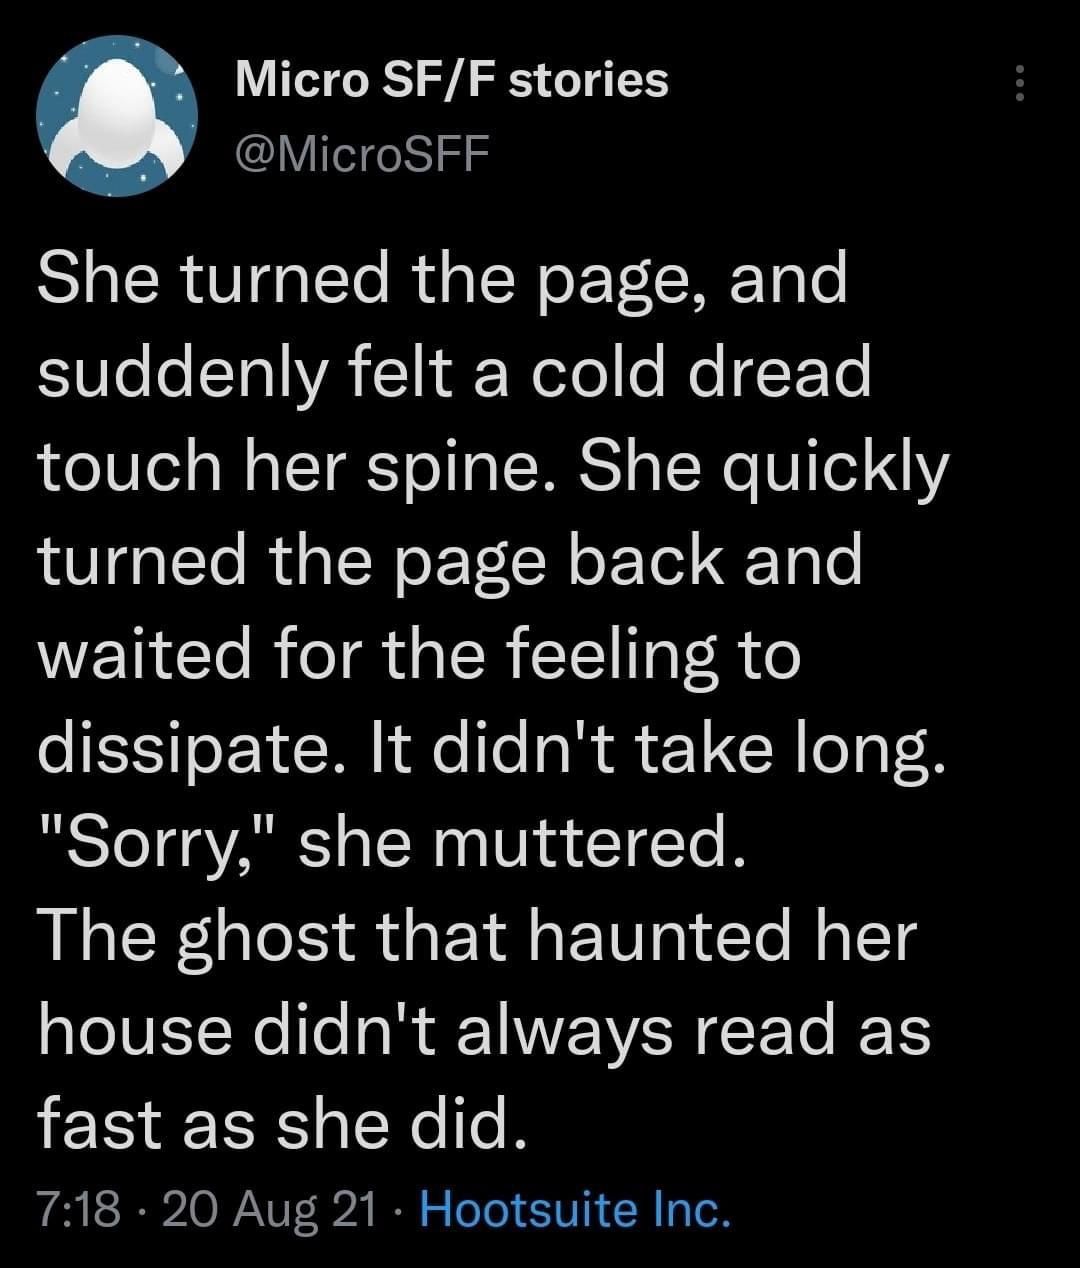 Micro SF/F stories
@MicroSFF
She turned the page, and
suddenly felt a cold dread
touch her spine. She quickly
turned the page back and
waited for the feeling to
dissipate. It didn't take long.
"Sorry," she muttered.
The ghost that haunted her
house didn't always read as
fast as she did.
7:18 · 20 Aug 21 · Hootsuite Inc.